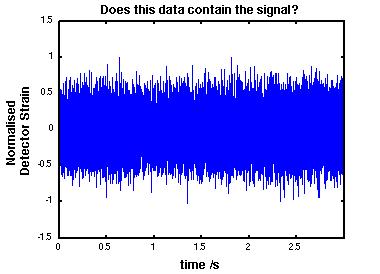 Does this data contain the signal?
1.5
1
0.5
0
-0.5
-1
-1.5
Normalised
Detector Strain
0 0.5 1 1.5 2 2.5
time /s